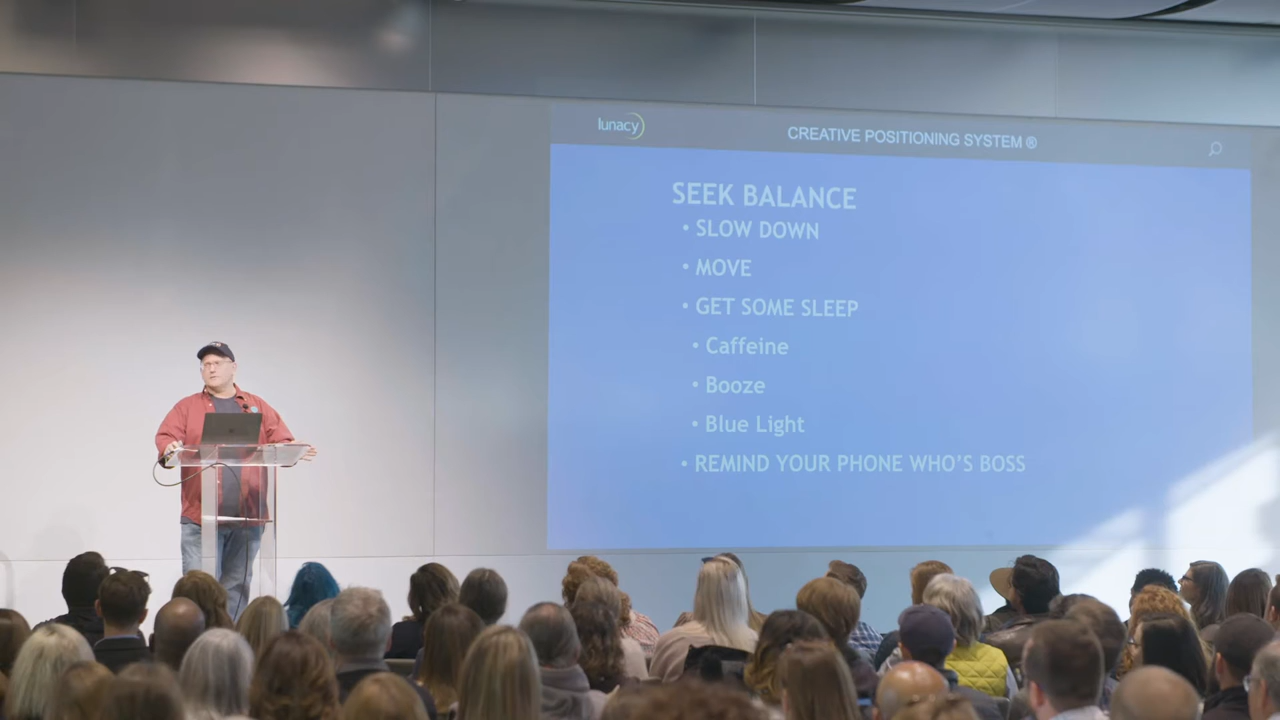 lunacy
CREATIVE POSITIONING SYSTEM ®
SEEK BALANCE
• SLOW DOWN
• MOVE
• GET SOME SLEEP
• Caffeine
• Booze
• Blue Light
• REMIND YOUR PHONE WHO'S BOSS